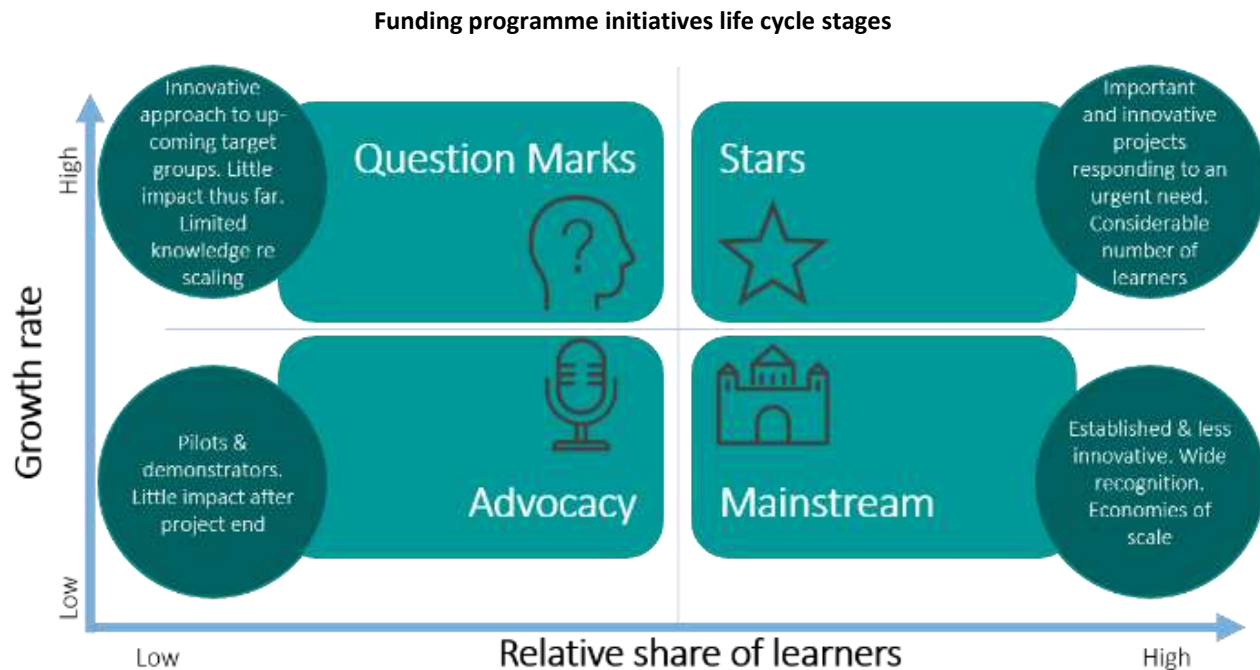 Funding programme initiatives life cycle stages
Innovative
approach to up-
coming target
groups. Little
impact thus far.
Limited
knowledge re
scaling
Question Marks
?
Stars
Important
and innovative
projects
responding to an
urgent need.
Considerable
number of
learners
High
Growth rate
Low
Pilots &
demonstrators.
Little impact after
project end
Advocacy
Mainstream
Established & less
innovative. Wide
recognition.
Economies of
scale
Low
Relative share of learners
High